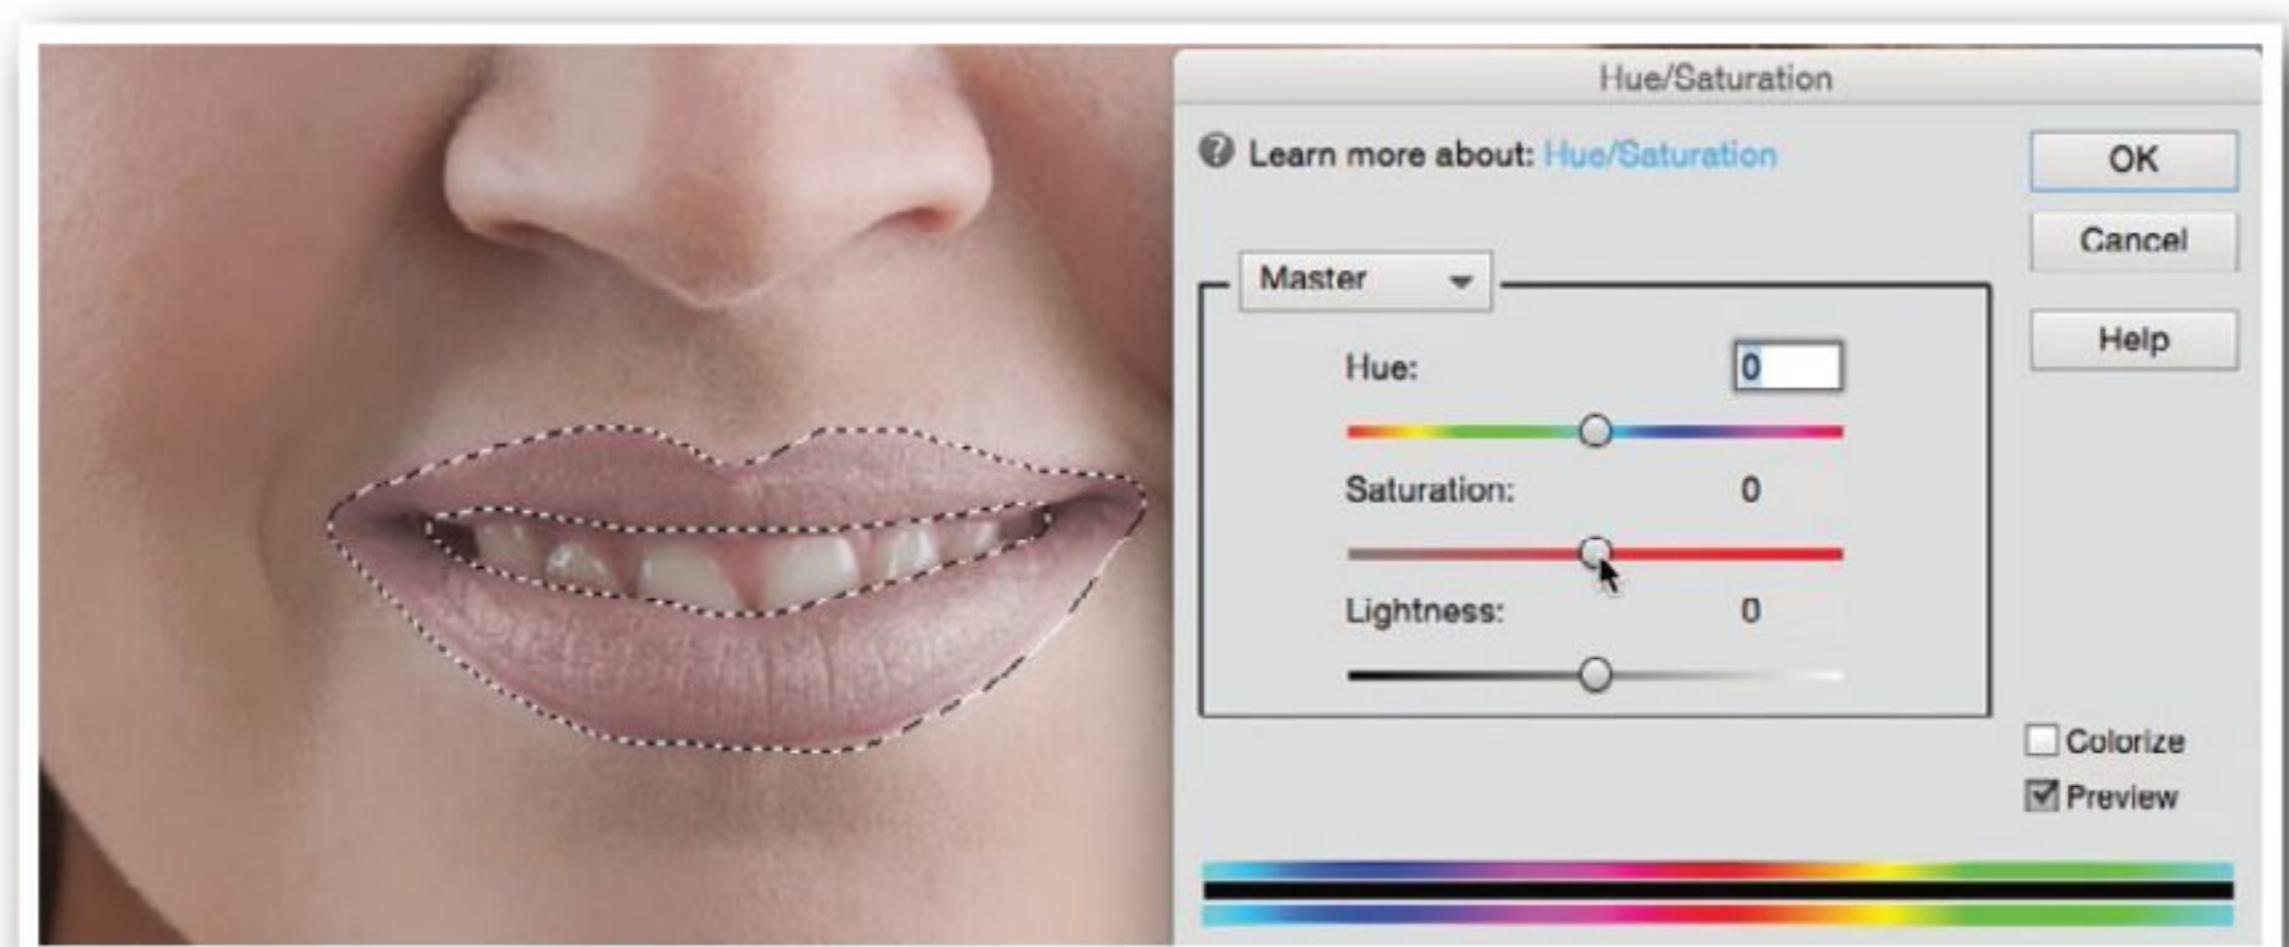 Hue/Saturation
Learn more about: Hue/Saturation
OK
Cancel
Help
Master
Hue: 0
Saturation: 0
Lightness: 0
Colorize
Preview